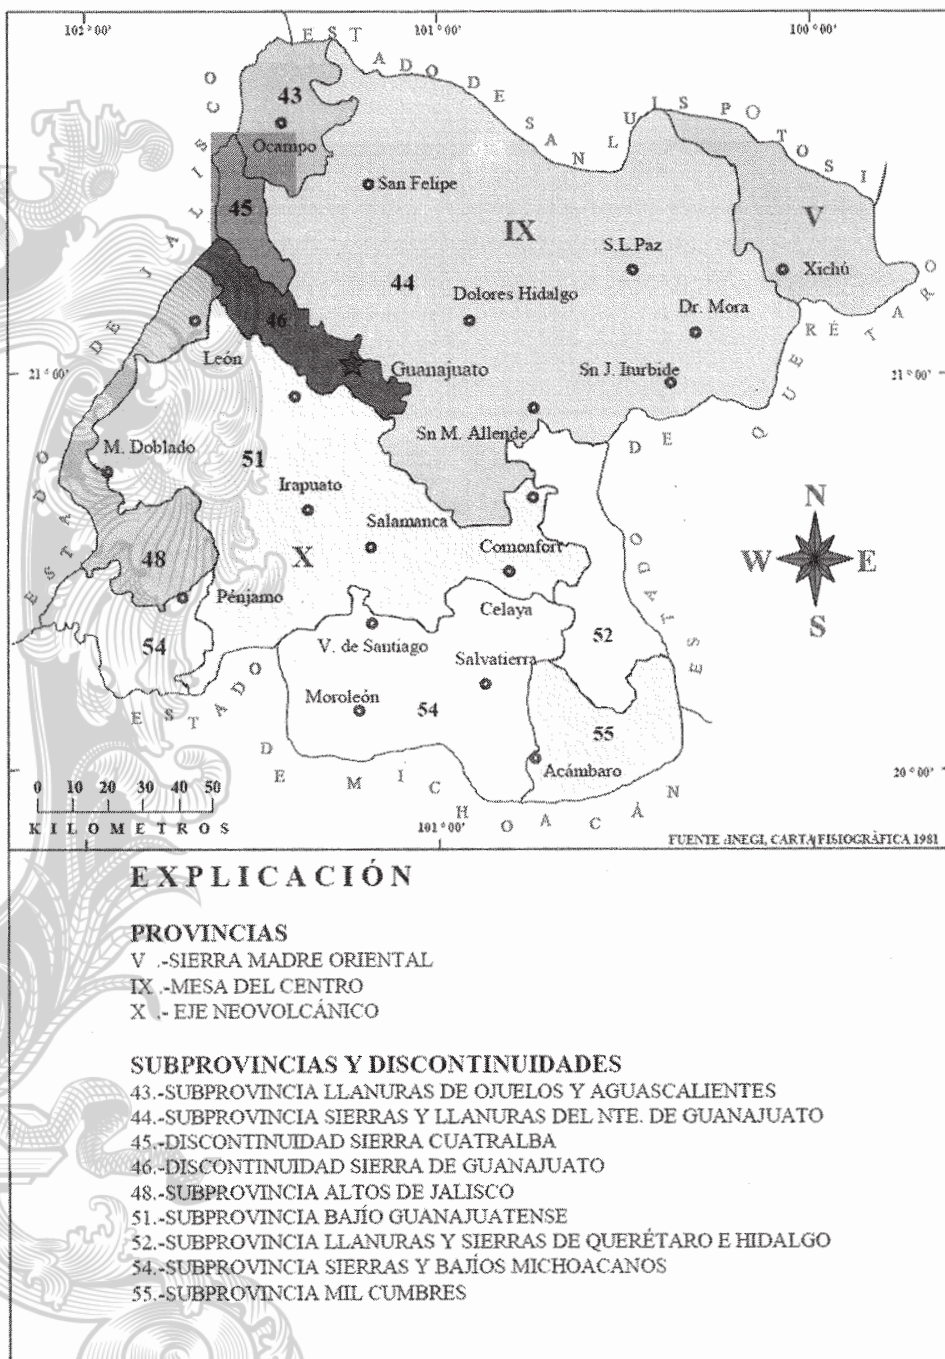 102°00'
101°00'
100°00'
ESTADO DE SAN LUIS POTOSI
ESTADO DE JALISCO
43
Ocampo
San Felipe
45
IX
V
S.L.Paz
Xichú
44
Dolores Hidalgo
Dr. Mora
46
León
Guanajuato
Sn J. Iturbide
21°00'
21°00'
ESTADO DE QUERÉTARO
Sn M. Allende
M. Doblado
51
Irapuato
Salamanca
N
W
E
S
X
Comonfort
48
Pénjamo
Celaya
52
54
V. de Santiago
Salvatierra
Moroleón
54
55
Acámbaro
ESTADO DE MICHOACÁN
20°00'
0 10 20 30 40 50
KILOMETROS
101°00'
FUENTE :INEGI, CARTA FISIOGRÀFICA 1981
EXPLICACIÓN
PROVINCIAS
V .-SIERRA MADRE ORIENTAL
IX .-MESA DEL CENTRO
X .- EJE NEOVOLCÁNICO
SUBPROVINCIAS Y DISCONTINUIDADES
43.-SUBPROVINCIA LLANURAS DE OJUELOS Y AGUASCALIENTES
44.-SUBPROVINCIA SIERRAS Y LLANURAS DEL NTE. DE GUANAJUATO
45.-DISCONTINUIDAD SIERRA CUATRALBA
46.-DISCONTINUIDAD SIERRA DE GUANAJUATO
48.-SUBPROVINCIA ALTOS DE JALISCO
51.-SUBPROVINCIA BAJÍO GUANAJUATENSE
52.-SUBPROVINCIA LLANURAS Y SIERRAS DE QUERÉTARO E HIDALGO
54.-SUBPROVINCIA SIERRAS Y BAJÍOS MICHOACANOS
55.-SUBPROVINCIA MIL CUMBRES